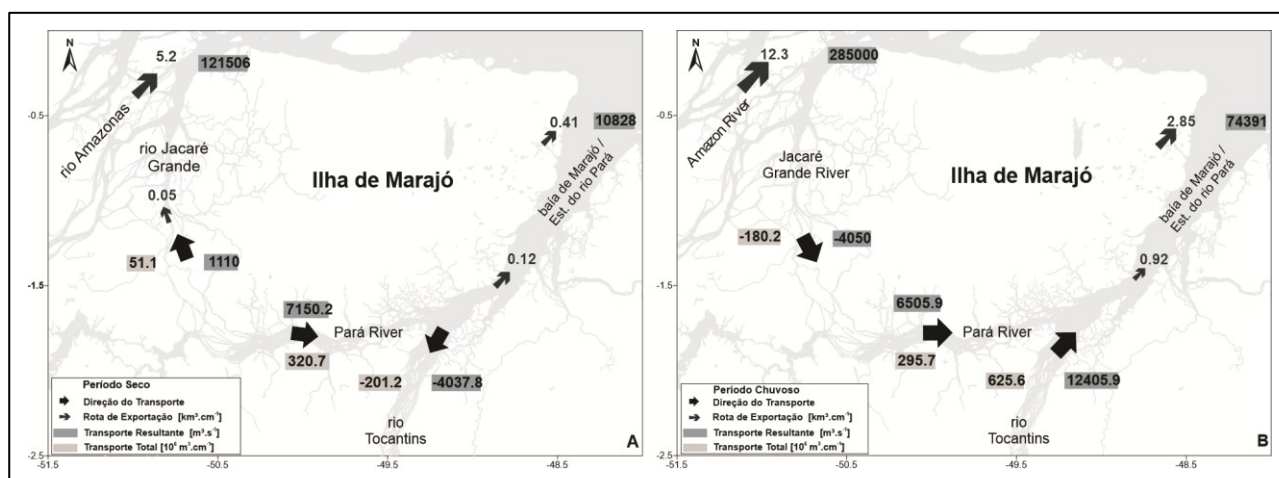 N
5.2
121506
-0.5
rio Amazonas
rio Jacaré
Grande
0.41
10828
Ilha de Marajó
baía de Marajó /
Est. do rio Pará
0.05
51.1
1110
0.12
-1.5
7150.2
Pará River
320.7
-201.2
-4037.8
Período Seco
Direção do Transporte
Rota de Exportação [km³.cm⁻¹]
Transporte Resultante [m³.s⁻¹]
Transporte Total [10⁶ m³.cm⁻¹]
rio
Tocantins
A
-2.5
-51.5
-50.5
-49.5
-48.5
N
12.3
285000
-0.5
Amazon River
Jacaré
Grande River
2.85
74391
Ilha de Marajó
baía de Marajó /
Est. do rio Pará
-180.2
-4050
0.92
-1.5
6505.9
Pará River
295.7
625.6
12405.9
Período Chuvoso
Direção do Transporte
Rota de Exportação [km³.cm⁻¹]
Transporte Resultante [m³.s⁻¹]
Transporte Total [10⁶ m³.cm⁻¹]
rio
Tocantins
B
-2.5
-51.5
-50.5
-49.5
-48.5